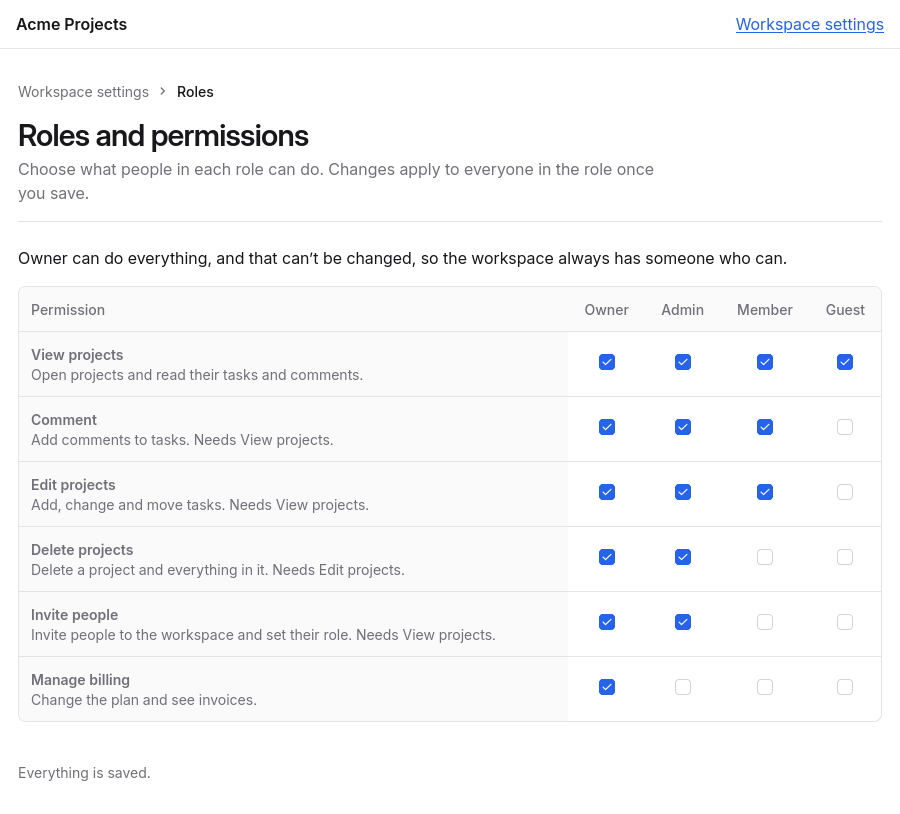 Acme Projects
Workspace settings
Workspace settings > Roles
Roles and permissions
Choose what people in each role can do. Changes apply to everyone in the role once
you save.
Owner can do everything, and that can’t be changed, so the workspace always has someone who can.
Permission Owner Admin Member Guest
View projects
Open projects and read their tasks and comments.
Comment
Add comments to tasks. Needs View projects.
Edit projects
Add, change and move tasks. Needs View projects.
Delete projects
Delete a project and everything in it. Needs Edit projects.
Invite people
Invite people to the workspace and set their role. Needs View projects.
Manage billing
Change the plan and see invoices.
Everything is saved.